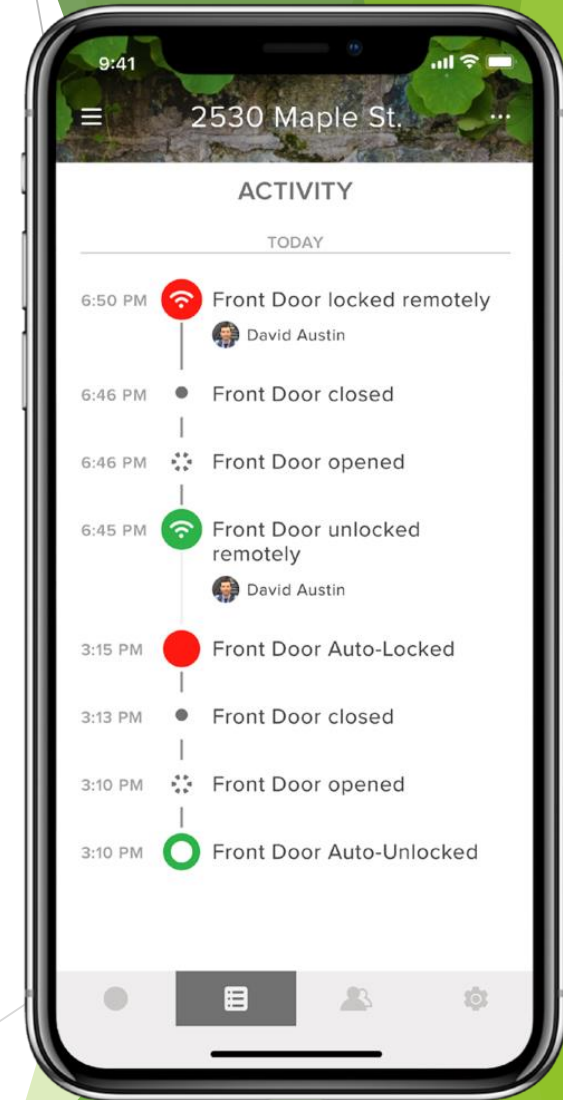 9:41
2530 Maple St.
ACTIVITY
TODAY
6:50 PM Front Door locked remotely
David Austin
6:46 PM Front Door closed
6:46 PM Front Door opened
6:45 PM Front Door unlocked
remotely
David Austin
3:15 PM Front Door Auto-Locked
3:13 PM Front Door closed
3:10 PM Front Door opened
3:10 PM Front Door Auto-Unlocked